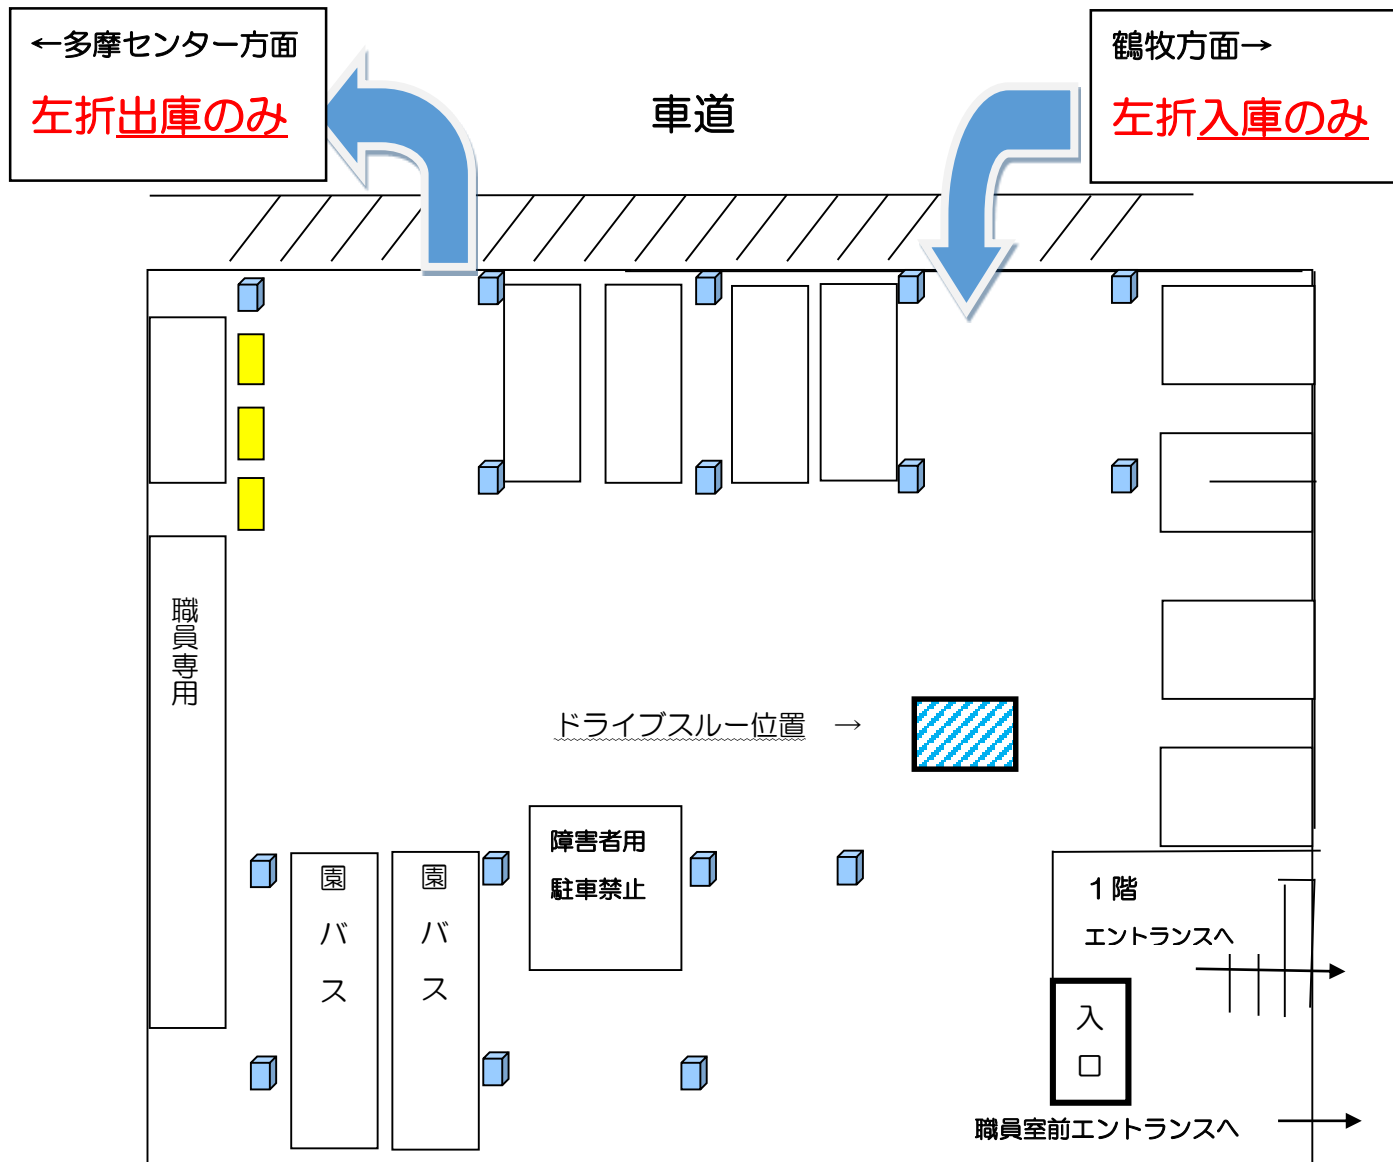 ←多摩センター方面
左折出庫のみ
車道
鶴牧方面→
左折入庫のみ
職員専用
ドライブスルー位置　→
障害者用
駐車禁止
園バス
園バス
１階
エントランスへ
入口
職員室前エントランスへ